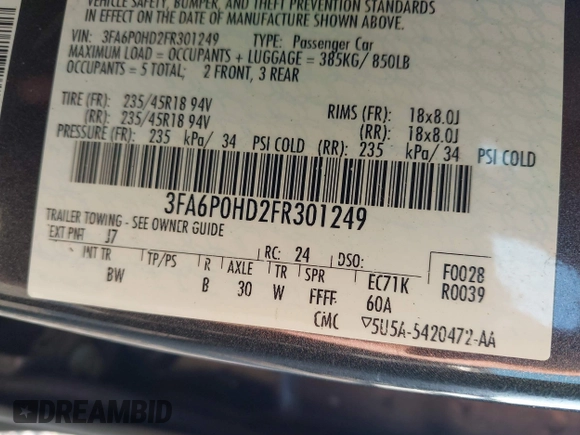 VEHICLE SAFETY, BUMPER, AND THEFT PREVENTION STANDARDS
IN EFFECT ON THE DATE OF MANUFACTURE SHOWN ABOVE.
VIN: 3FA6P0HD2FR301249 TYPE: Passenger Car
MAXIMUM LOAD = OCCUPANTS + LUGGAGE = 385KG/ 850LB
OCCUPANTS = 5 TOTAL; 2 FRONT, 3 REAR
TIRE (FR): 235/45R18 94V RIMS (FR): 18x8.0J
(RR): 235/45R18 94V (RR): 18x8.0J
PRESSURE (FR): 235 kPa/ 34 PSI COLD (RR): 235 kPa/ 34 PSI COLD
3FA6P0HD2FR301249
TRAILER TOWING - SEE OWNER GUIDE
EXT PNT J7 RC: 24 DSO: F0028
INT TR TP/PS R AXLE TR SPR EC71K R0039
BW B 30 W FFFF 60A
CMC ▽5U5A-5420472-AA
DREAMBID